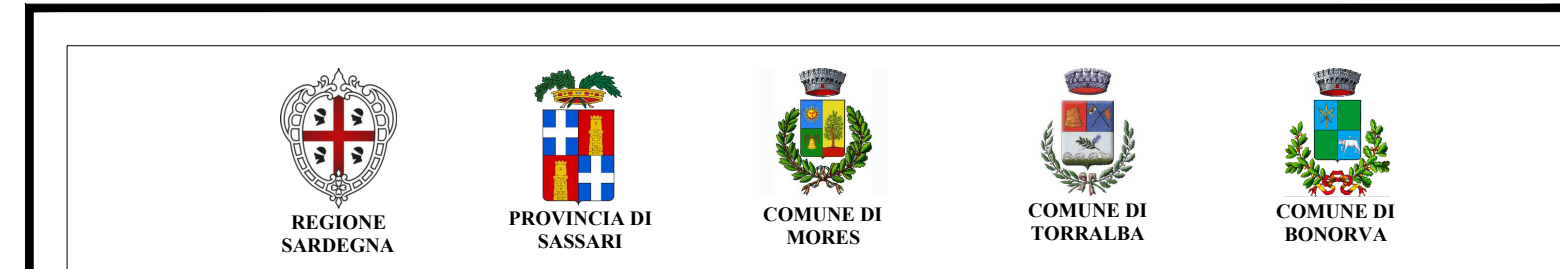 REGIONE
SARDEGNA
PROVINCIA DI
SASSARI
COMUNE DI
MORES
COMUNE DI
TORRALBA
COMUNE DI
BONORVA